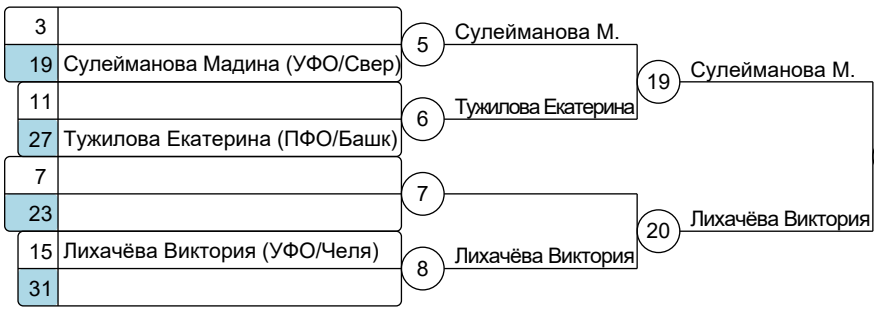 3
5
Сулейманова М.
19 Сулейманова Мадина (УФО/Свер)
19
Сулейманова М.
11
6
Тужилова Екатерина
27 Тужилова Екатерина (ПФО/Башк)
7
7
23
20
Лихачёва Виктория
15 Лихачёва Виктория (УФО/Челя)
8
Лихачёва Виктория
31